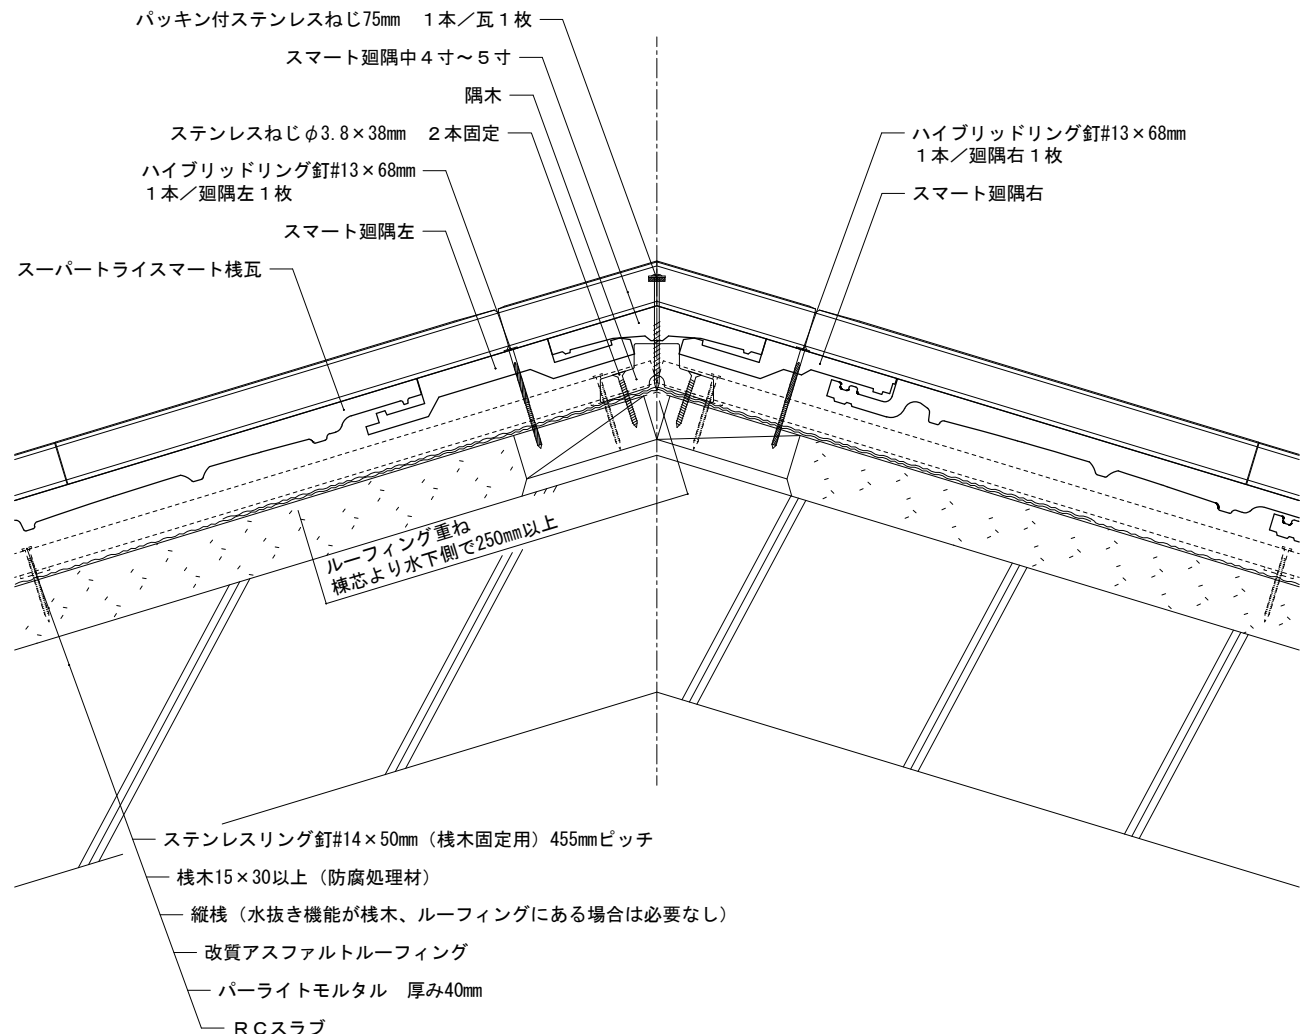 パッキン付ステンレスねじ75mm　１本／瓦１枚
スマート廻隅中４寸～５寸
隅木
ステンレスねじφ3.8×38mm　２本固定
ハイブリッドリング釘#13×68mm
１本／廻隅左１枚
スマート廻隅左
スーパートライスマート桟瓦
ハイブリッドリング釘#13×68mm
１本／廻隅右１枚
スマート廻隅右
ルーフィング重ね
棟芯より水下側で250mm以上
ステンレスリング釘#14×50mm（桟木固定用）455mmピッチ
桟木15×30以上（防腐処理材）
縦桟（水抜き機能が桟木、ルーフィングにある場合は必要なし）
改質アスファルトルーフィング
パーライトモルタル　厚み40mm
ＲＣスラブ